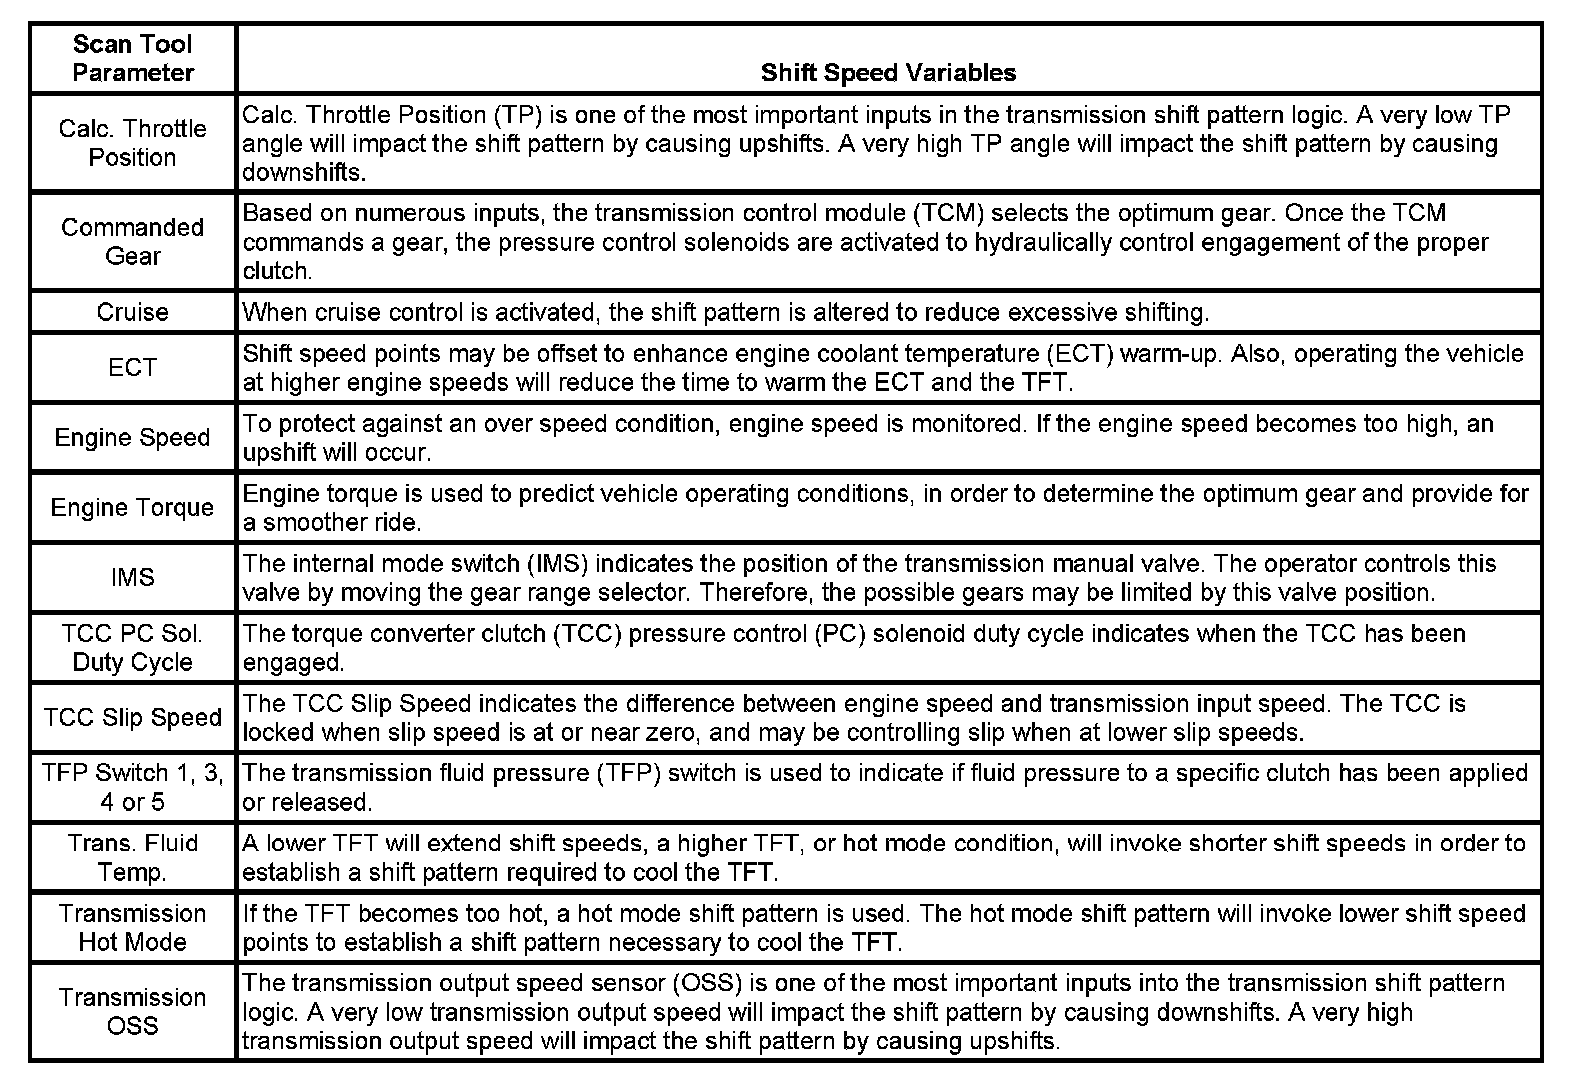 Scan Tool
Parameter
Shift Speed Variables
Calc. Throttle
Position
Calc. Throttle Position (TP) is one of the most important inputs in the transmission shift pattern logic. A very low TP
angle will impact the shift pattern by causing upshifts. A very high TP angle will impact the shift pattern by causing
downshifts.
Commanded
Gear
Based on numerous inputs, the transmission control module (TCM) selects the optimum gear. Once the TCM
commands a gear, the pressure control solenoids are activated to hydraulically control engagement of the proper
clutch.
Cruise
When cruise control is activated, the shift pattern is altered to reduce excessive shifting.
ECT
Shift speed points may be offset to enhance engine coolant temperature (ECT) warm-up. Also, operating the vehicle
at higher engine speeds will reduce the time to warm the ECT and the TFT.
Engine Speed
To protect against an over speed condition, engine speed is monitored. If the engine speed becomes too high, an
upshift will occur.
Engine Torque
Engine torque is used to predict vehicle operating conditions, in order to determine the optimum gear and provide for
a smoother ride.
IMS
The internal mode switch (IMS) indicates the position of the transmission manual valve. The operator controls this
valve by moving the gear range selector. Therefore, the possible gears may be limited by this valve position.
TCC PC Sol.
Duty Cycle
The torque converter clutch (TCC) pressure control (PC) solenoid duty cycle indicates when the TCC has been
engaged.
TCC Slip Speed
The TCC Slip Speed indicates the difference between engine speed and transmission input speed. The TCC is
locked when slip speed is at or near zero, and may be controlling slip when at lower slip speeds.
TFP Switch 1, 3,
4 or 5
The transmission fluid pressure (TFP) switch is used to indicate if fluid pressure to a specific clutch has been applied
or released.
Trans. Fluid
Temp.
A lower TFT will extend shift speeds, a higher TFT, or hot mode condition, will invoke shorter shift speeds in order to
establish a shift pattern required to cool the TFT.
Transmission
Hot Mode
If the TFT becomes too hot, a hot mode shift pattern is used. The hot mode shift pattern will invoke lower shift speed
points to establish a shift pattern necessary to cool the TFT.
Transmission
OSS
The transmission output speed sensor (OSS) is one of the most important inputs into the transmission shift pattern
logic. A very low transmission output speed will impact the shift pattern by causing downshifts. A very high
transmission output speed will impact the shift pattern by causing upshifts.